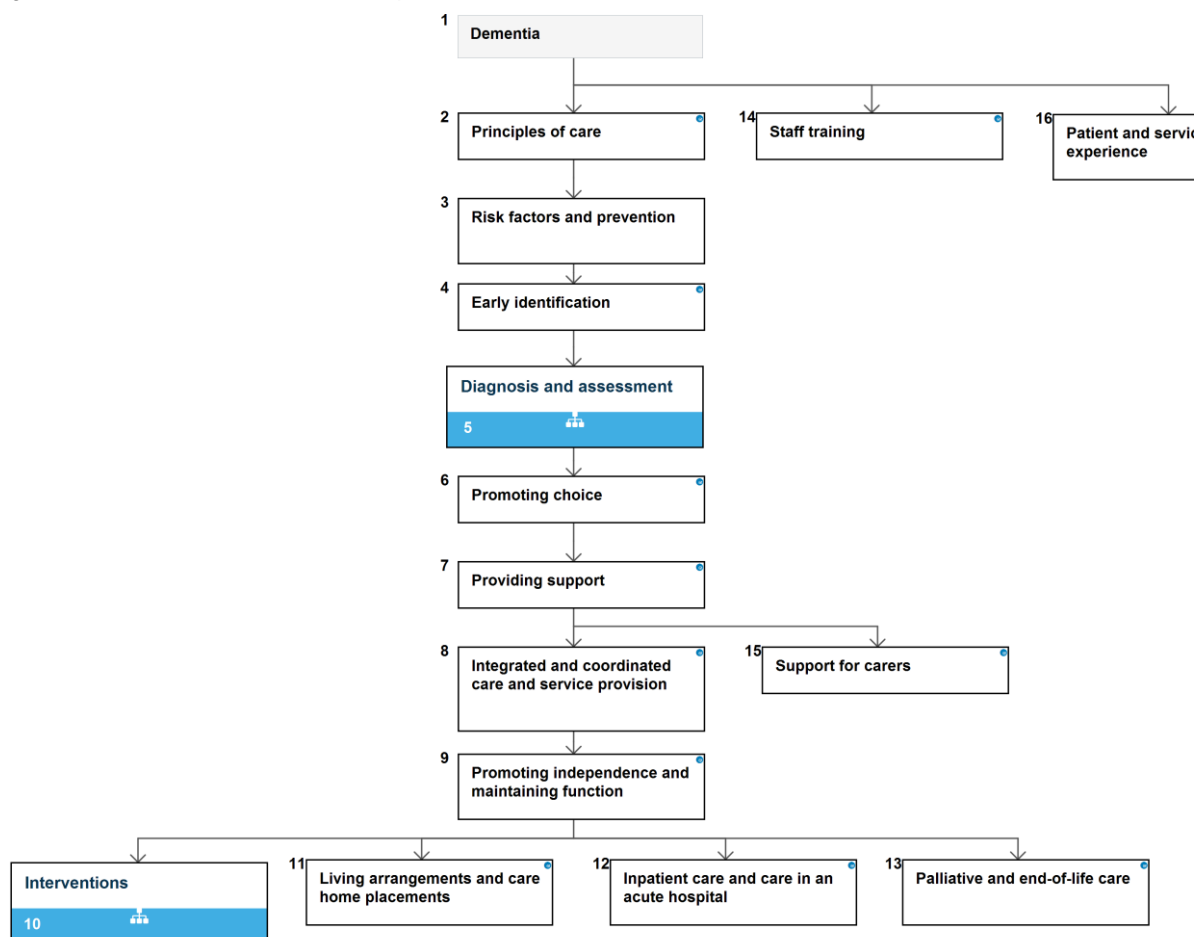 1
Dementia
2
Principles of care
14
Staff training
16
Patient and
experience
3
Risk factors and prevention
4
Early identification
Diagnosis and assessment
5
6
Promoting choice
7
Providing support
8
Integrated and coordinated
care and service provision
15
Support for carers
9
Promoting independence and
maintaining function
Interventions
10
11
Living arrangements and care
home placements
12
Inpatient care and care in an
acute hospital
13
Palliative and end-of-life care